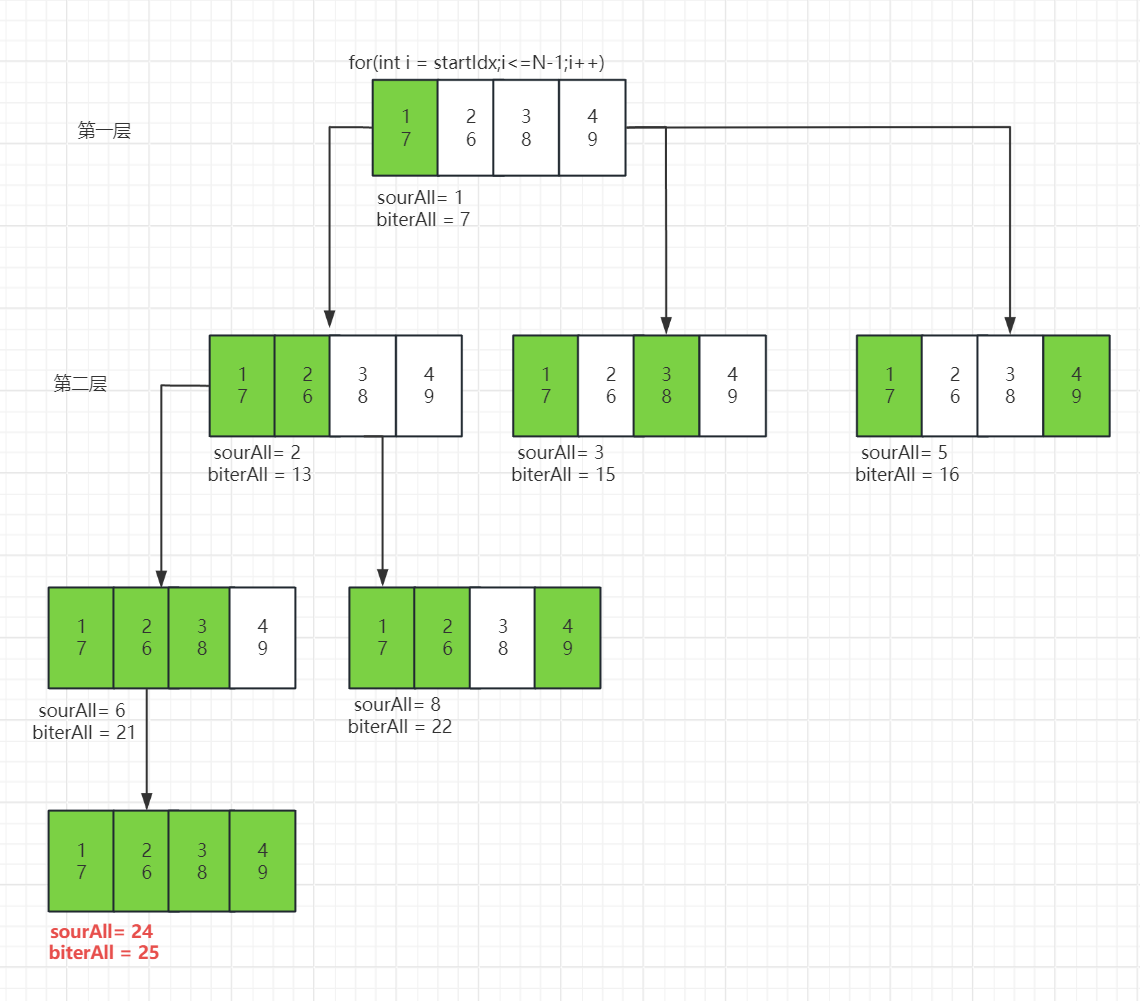 for(int i = startIdx;i<=N-1;i++)
第一层
1 2 3 4
7 6 8 9
sourAll= 1
biterAll = 7
第二层
1 2 3 4
7 6 8 9
sourAll= 2
biterAll = 13
1 2 3 4
7 6 8 9
sourAll= 3
biterAll = 15
1 2 3 4
7 6 8 9
sourAll= 5
biterAll = 16
1 2 3 4
7 6 8 9
sourAll= 6
biterAll = 21
1 2 3 4
7 6 8 9
sourAll= 8
biterAll = 22
1 2 3 4
7 6 8 9
sourAll= 24
biterAll = 25